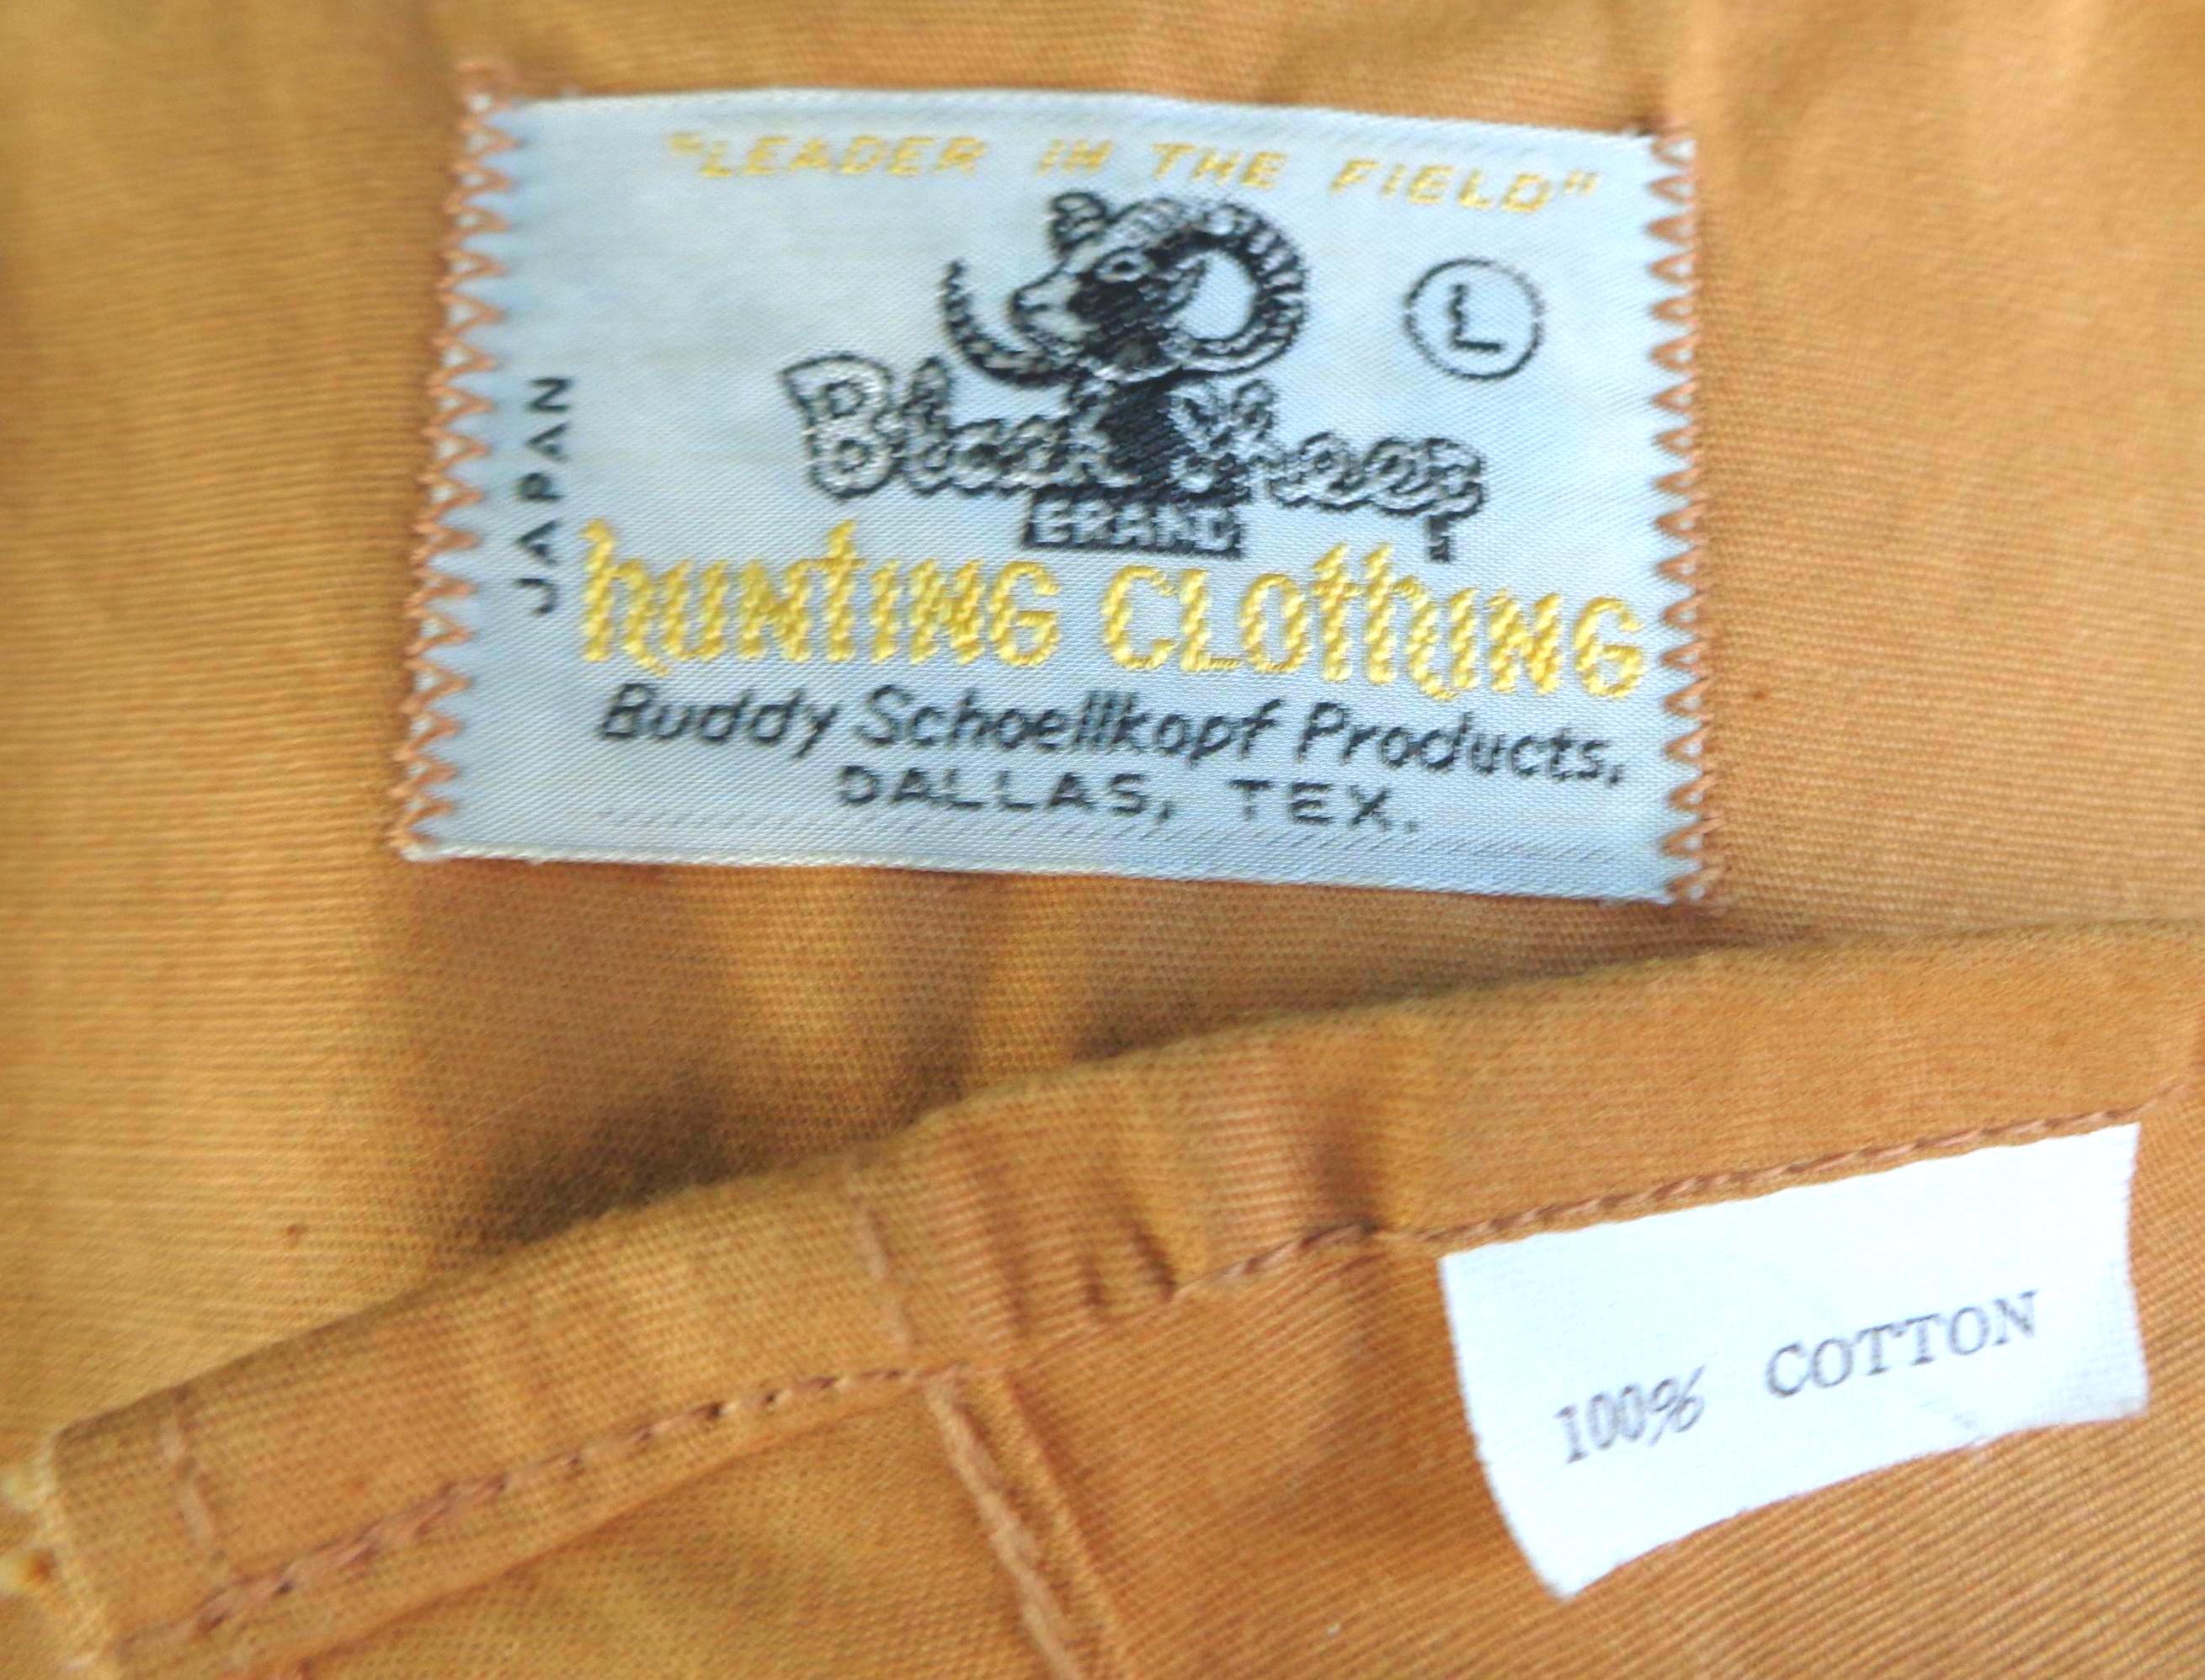 "LEADER IN THE FIELD"
L
Black Sheep
BRAND
JAPAN
hUNtING CLOthING
Buddy Schoellkopf Products,
DALLAS, TEX.
100% COTTON